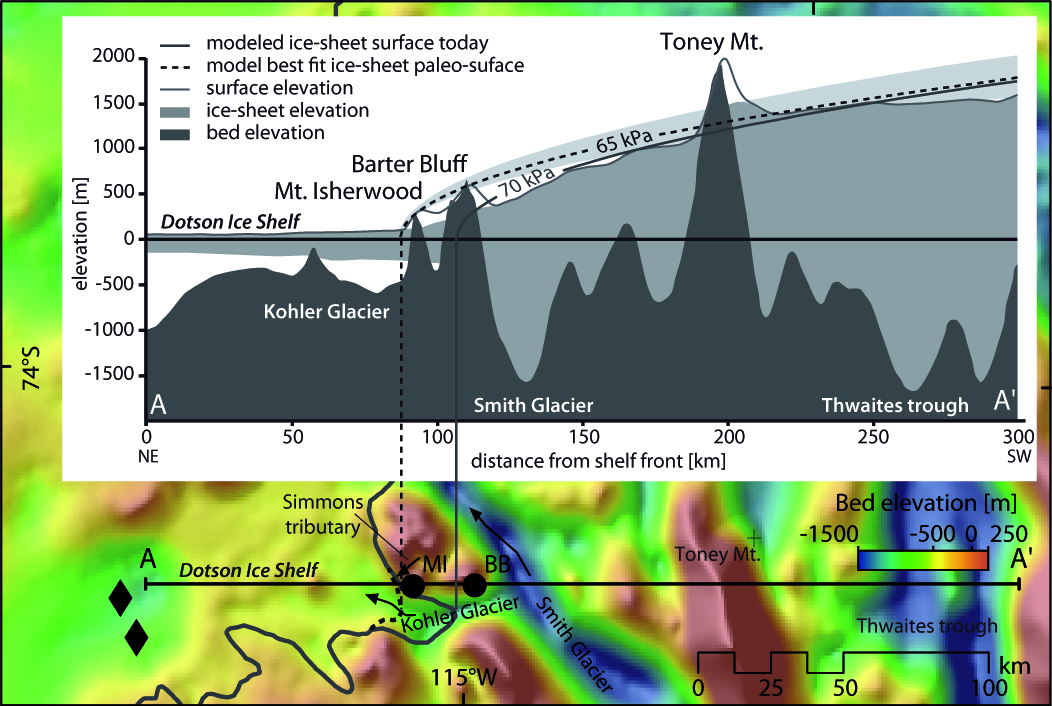 modeled ice-sheet surface today
model best fit ice-sheet paleo-suface
surface elevation
ice-sheet elevation
bed elevation
Toney Mt.
Barter Bluff
Mt. Isherwood
65 kPa
70 kPa
Dotson Ice Shelf
Kohler Glacier
Smith Glacier
Thwaites trough
A
A'
elevation [m]
2000
1500
1000
500
0
-500
-1000
-1500
0
50
100
150
200
250
300
NE
SW
distance from shelf front [km]
74°S
Simmons
tributary
Bed elevation [m]
-1500
-500
0
250
A
A'
Dotson Ice Shelf
MI
BB
Toney Mt.
Kohler Glacier
Smith Glacier
Thwaites trough
115°W
0
25
50
100
km